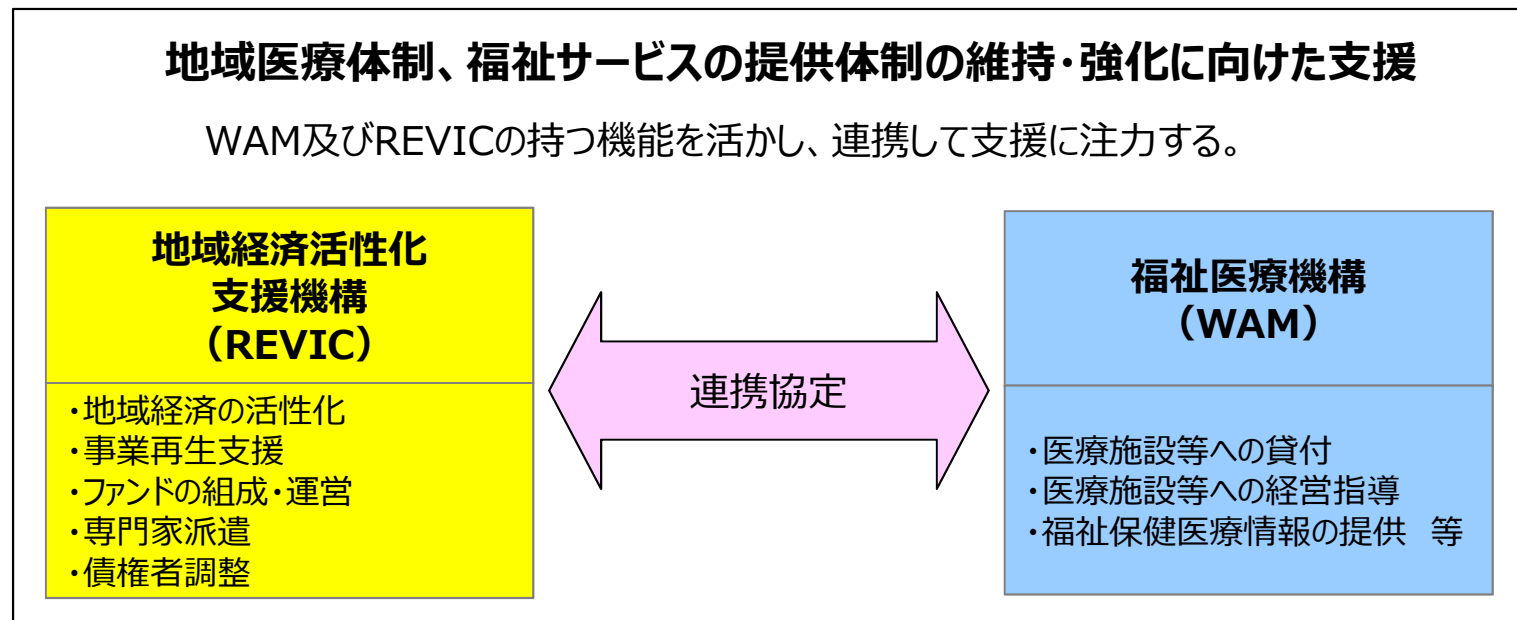 地域医療体制、福祉サービスの提供体制の維持・強化に向けた支援
WAM及びREVICの持つ機能を活かし、連携して支援に注力する。
地域経済活性化
支援機構
（REVIC）
・地域経済の活性化
・事業再生支援
・ファンドの組成・運営
・専門家派遣
・債権者調整
連携協定
福祉医療機構
（WAM）
・医療施設等への貸付
・医療施設等への経営指導
・福祉保健医療情報の提供　等